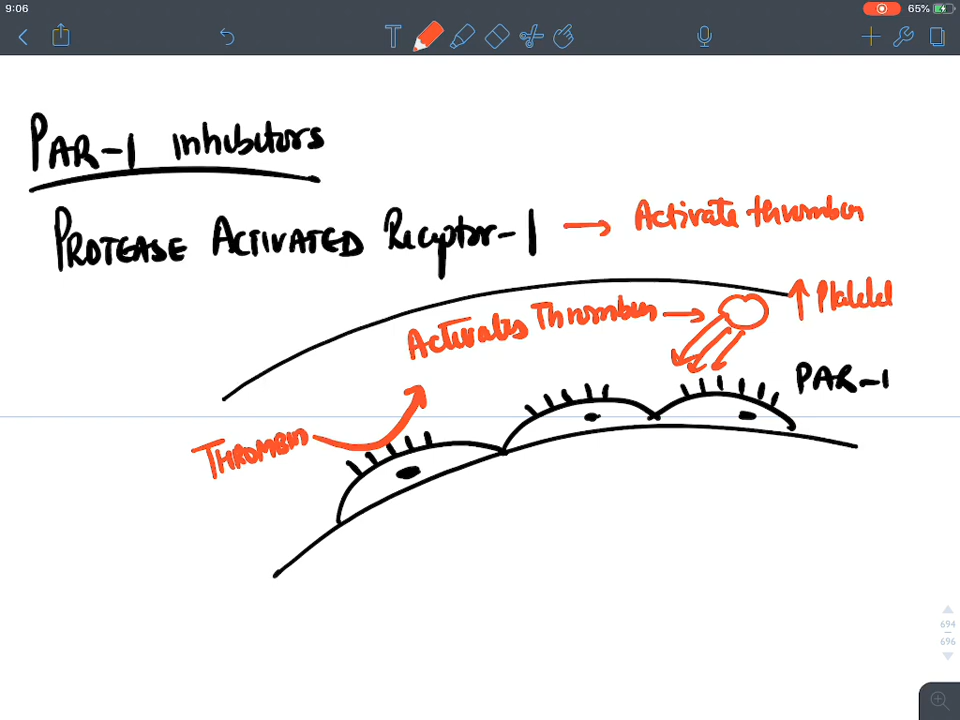 9:06
65%
T
PAR-1 inhibitors
PROTEASE ACTIVATED Receptor-1 → Activate thrombin
Activates Thrombin → ↑ Platelet
PAR-1
THROMBIN
694
696